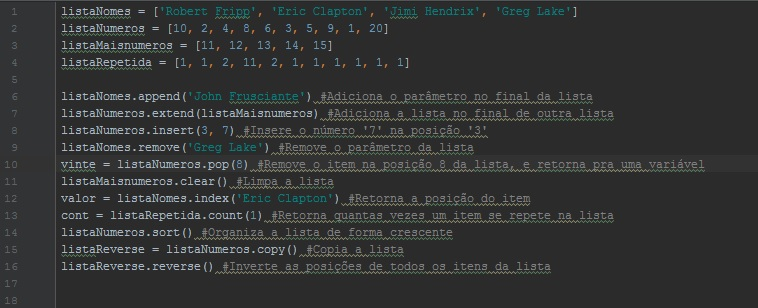 1 listaNomes = ['Robert Fripp', 'Eric Clapton', 'Jimi Hendrix', 'Greg Lake']
2 listaNumeros = [10, 2, 4, 8, 6, 3, 5, 9, 1, 20]
3 listaMaisnumeros = [11, 12, 13, 14, 15]
4 listaRepetida = [1, 1, 2, 11, 2, 1, 1, 1, 1, 1, 1]
5
6 listaNomes.append('John Frusciante') #Adiciona o parâmetro no final da lista
7 listaNumeros.extend(listaMaisnumeros) #Adiciona a lista no final de outra lista
8 listaNumeros.insert(3, 7) #Insere o número '7' na posição '3'
9 listaNomes.remove('Greg Lake') #Remove o parâmetro da lista
10 vinte = listaNumeros.pop(8) #Remove o item na posição 8 da lista, e retorna pra uma variável
11 listaMaisnumeros.clear() #Limpa a lista
12 valor = listaNomes.index('Eric Clapton') #Retorna a posição do item
13 cont = listaRepetida.count(1) #Retorna quantas vezes um item se repete na lista
14 listaNumeros.sort() #Organiza a lista de forma crescente
15 listaReverse = listaNumeros.copy() #Copia a lista
16 listaReverse.reverse() #Inverte as posições de todos os itens da lista
17
18